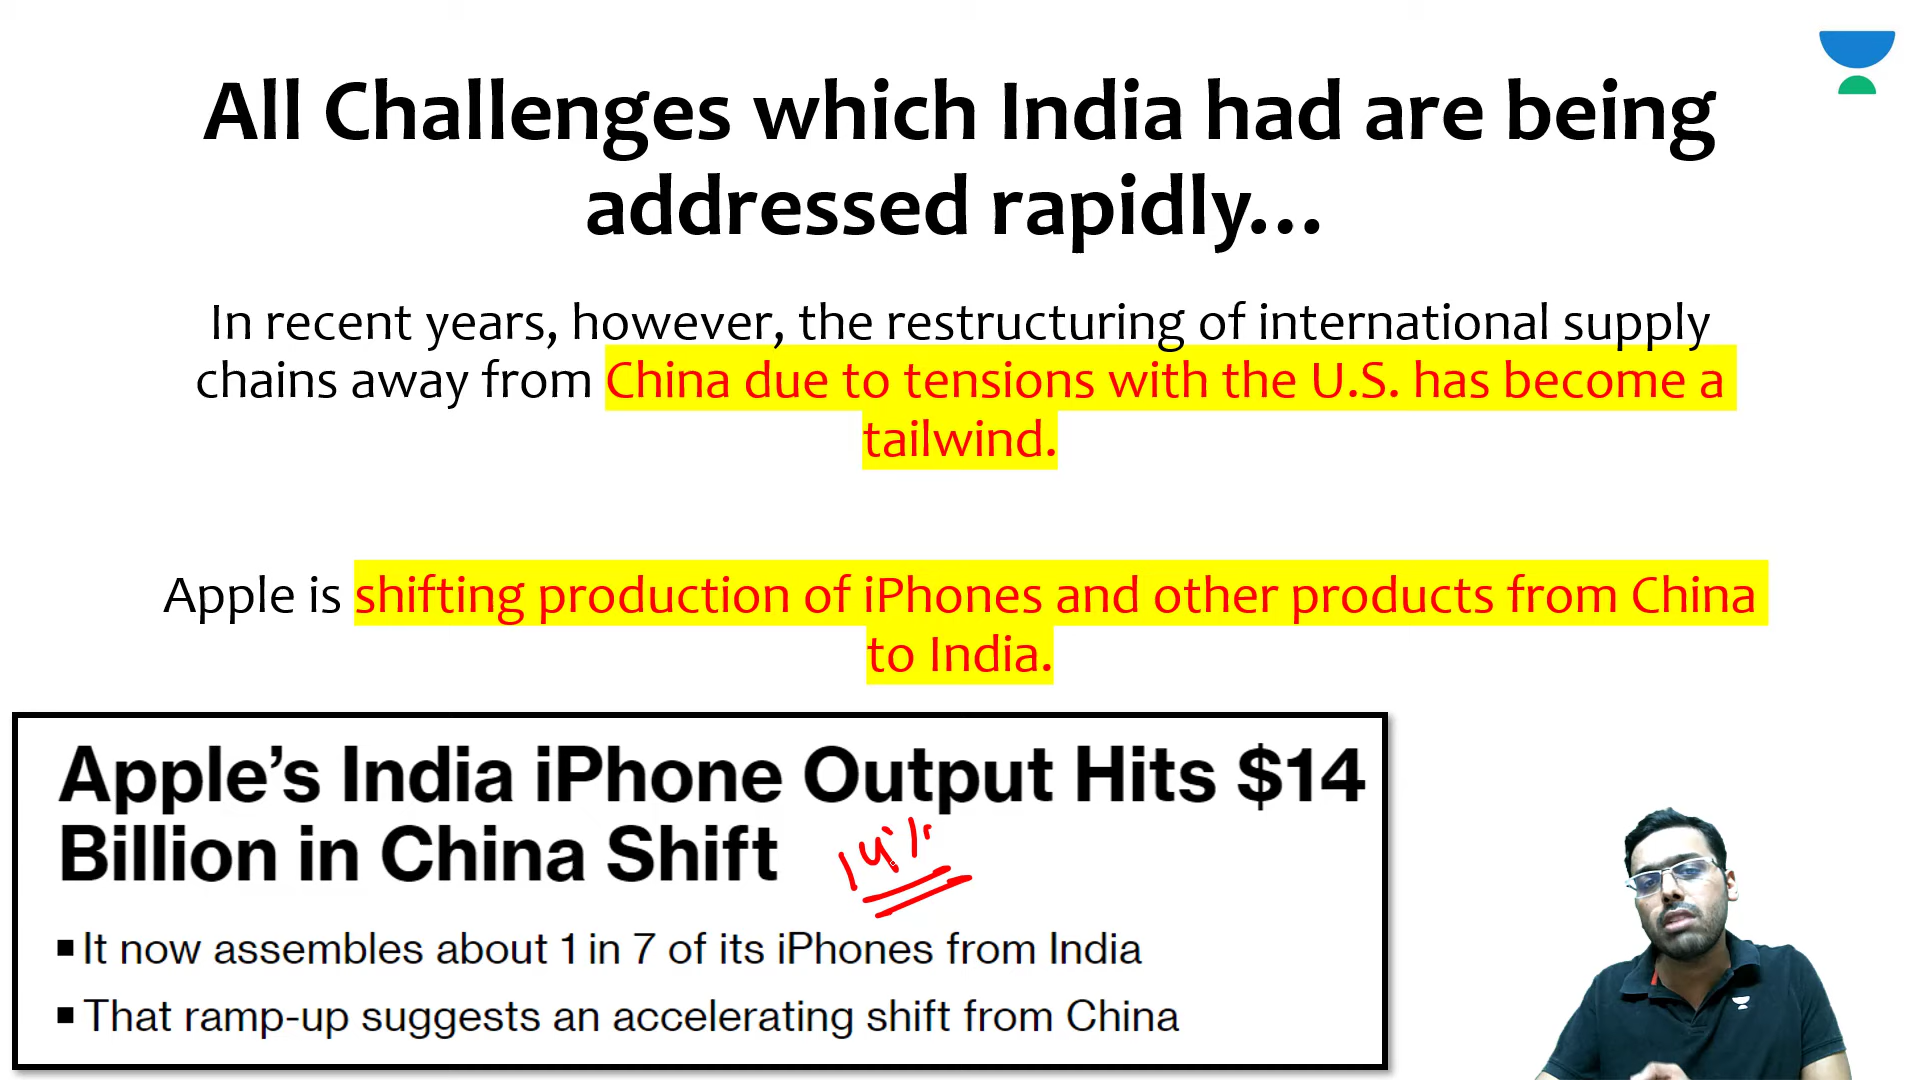 All Challenges which India had are being
addressed rapidly...
In recent years, however, the restructuring of international supply
chains away from China due to tensions with the U.S. has become a
tailwind.
Apple is shifting production of iPhones and other products from China
to India.
Apple’s India iPhone Output Hits $14
Billion in China Shift
14%
▪ It now assembles about 1 in 7 of its iPhones from India
▪ That ramp-up suggests an accelerating shift from China